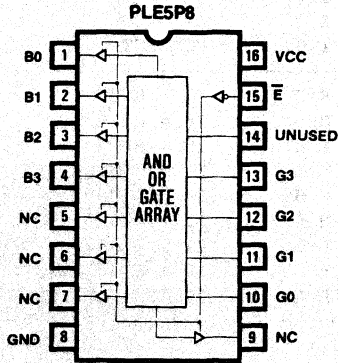 PLE5P8
B0 1 16 VCC
B1 2 15 E
B2 3 14 UNUSED
B3 4 13 G3
NC 5 12 G2
NC 6 11 G1
NC 7 10 G0
GND 8 9 NC
AND
OR
GATE
ARRAY